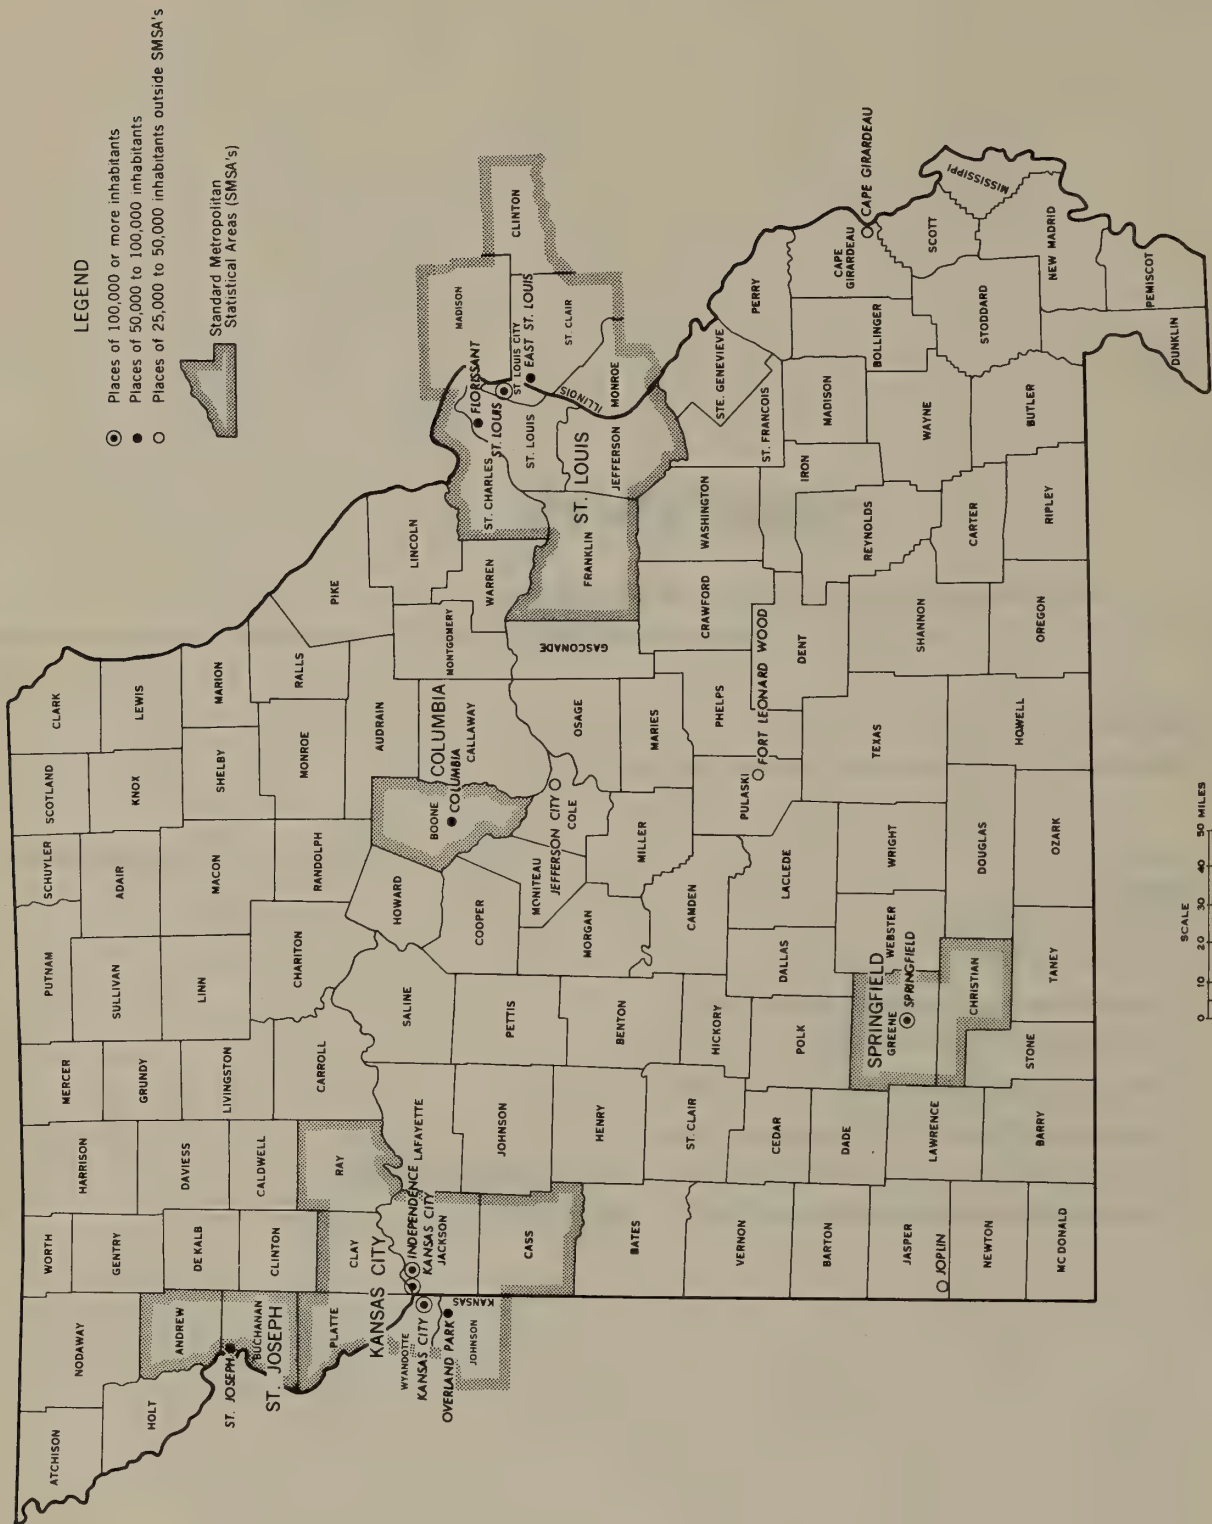 LEGEND
Places of 100,000 or more inhabitants
Places of 50,000 to 100,000 inhabitants
Places of 25,000 to 50,000 inhabitants outside SMSA's
Standard Metropolitan
Statistical Areas (SMSA's)
ATCHISON
NODAWAY
WORTH
HARRISON
MERCER
PUTNAM
SCHUYLER
SCOTLAND
CLARK
HOLT
ANDREW
GENTRY
GRUNDY
SULLIVAN
ADAIR
KNOX
LEWIS
DE KALB
DAVIESS
LIVINGSTON
LINN
MACON
SHELBY
MARION
ST. JOSEPH
BUCHANAN
ST. JOSEPH
CLINTON
CALDWELL
CARROLL
CHARITON
RANDOLPH
MONROE
RALLS
PIKE
PLATTE
CLAY
RAY
KANSAS CITY
WYANDOTTE
KANSAS CITY
OVERLAND PARK
JOHNSON
KANSAS
INDEPENDENCE
KANSAS CITY
JACKSON
LAFAYETTE
SALINE
HOWARD
BOONE
COLUMBIA
COLUMBIA
AUDRAIN
CALLAWAY
MONTGOMERY
LINCOLN
WARREN
ST. CHARLES
FLORISSANT
ST. LOUIS
ST. LOUIS CITY
EAST ST. LOUIS
ST. LOUIS
MADISON
CLINTON
ST. CLAIR
MONROE
ILLINOIS
CASS
JOHNSON
PETTIS
COOPER
MONITEAU
JEFFERSON CITY
COLE
OSAGE
GASCONADE
FRANKLIN
ST. LOUIS
JEFFERSON
BATES
HENRY
BENTON
MORGAN
MILLER
MARIES
CRAWFORD
WASHINGTON
STE. GENEVIEVE
ST. FRANCOIS
PERRY
VERNON
ST. CLAIR
HICKORY
CAMDEN
PULASKI
PHELPS
FORT LEONARD WOOD
DENT
IRON
MADISON
BOLLINGER
CAPE
GIRARDEAU
CAPE GIRARDEAU
BARTON
CEDAR
POLK
DALLAS
LACLEDE
TEXAS
REYNOLDS
WAYNE
SCOTT
MISSISSIPPI
JASPER
JOPLIN
DADE
SPRINGFIELD
GREENE
SPRINGFIELD
WEBSTER
WRIGHT
SHANNON
CARTER
STODDARD
NEW MADRID
NEWTON
LAWRENCE
CHRISTIAN
DOUGLAS
HOWELL
OREGON
RIPLEY
BUTLER
MC DONALD
BARRY
STONE
TANEY
OZARK
DUNKLIN
PEMISCOT
SCALE
0 10 20 30 40 50 MILES